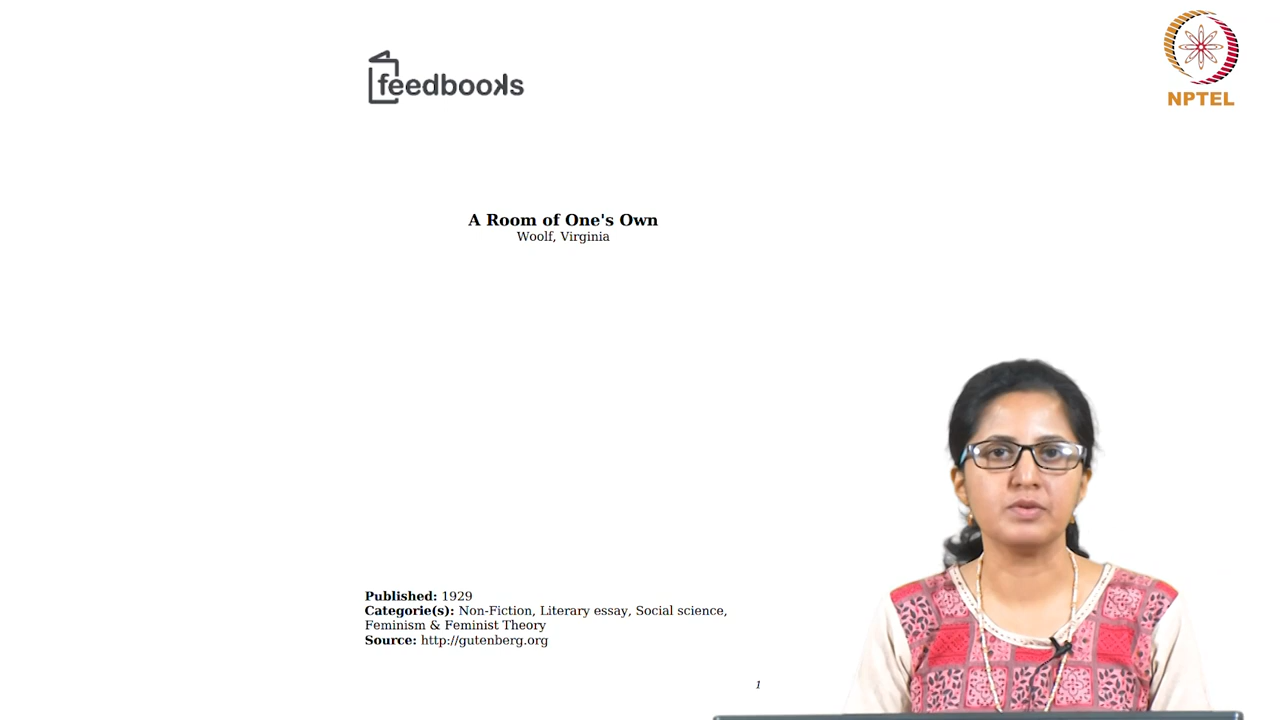 feedbooks
NPTEL
A Room of One's Own
Woolf, Virginia
Published: 1929
Categorie(s): Non-Fiction, Literary essay, Social science,
Feminism & Feminist Theory
Source: http://gutenberg.org
1